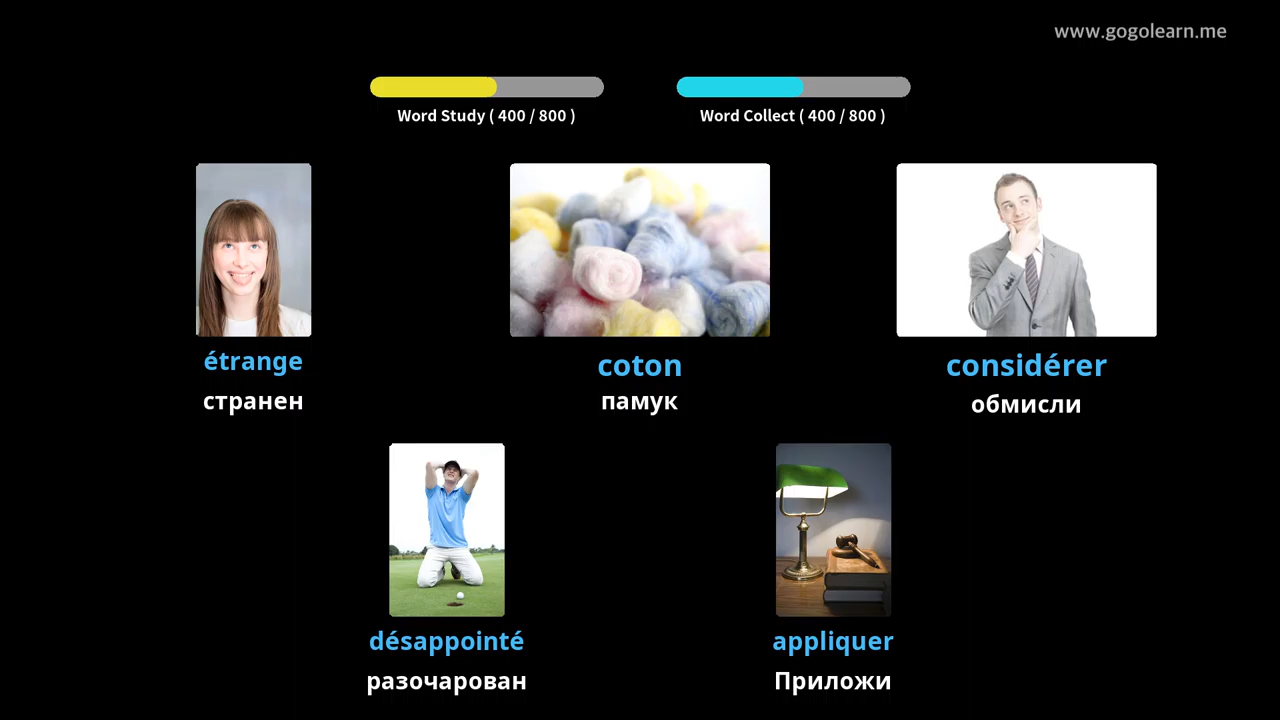 www.gogolearn.me
Word Study ( 400 / 800 )
Word Collect ( 400 / 800 )
étrange
странен
coton
памук
considérer
обмисли
désappointé
разочарован
appliquer
Приложи